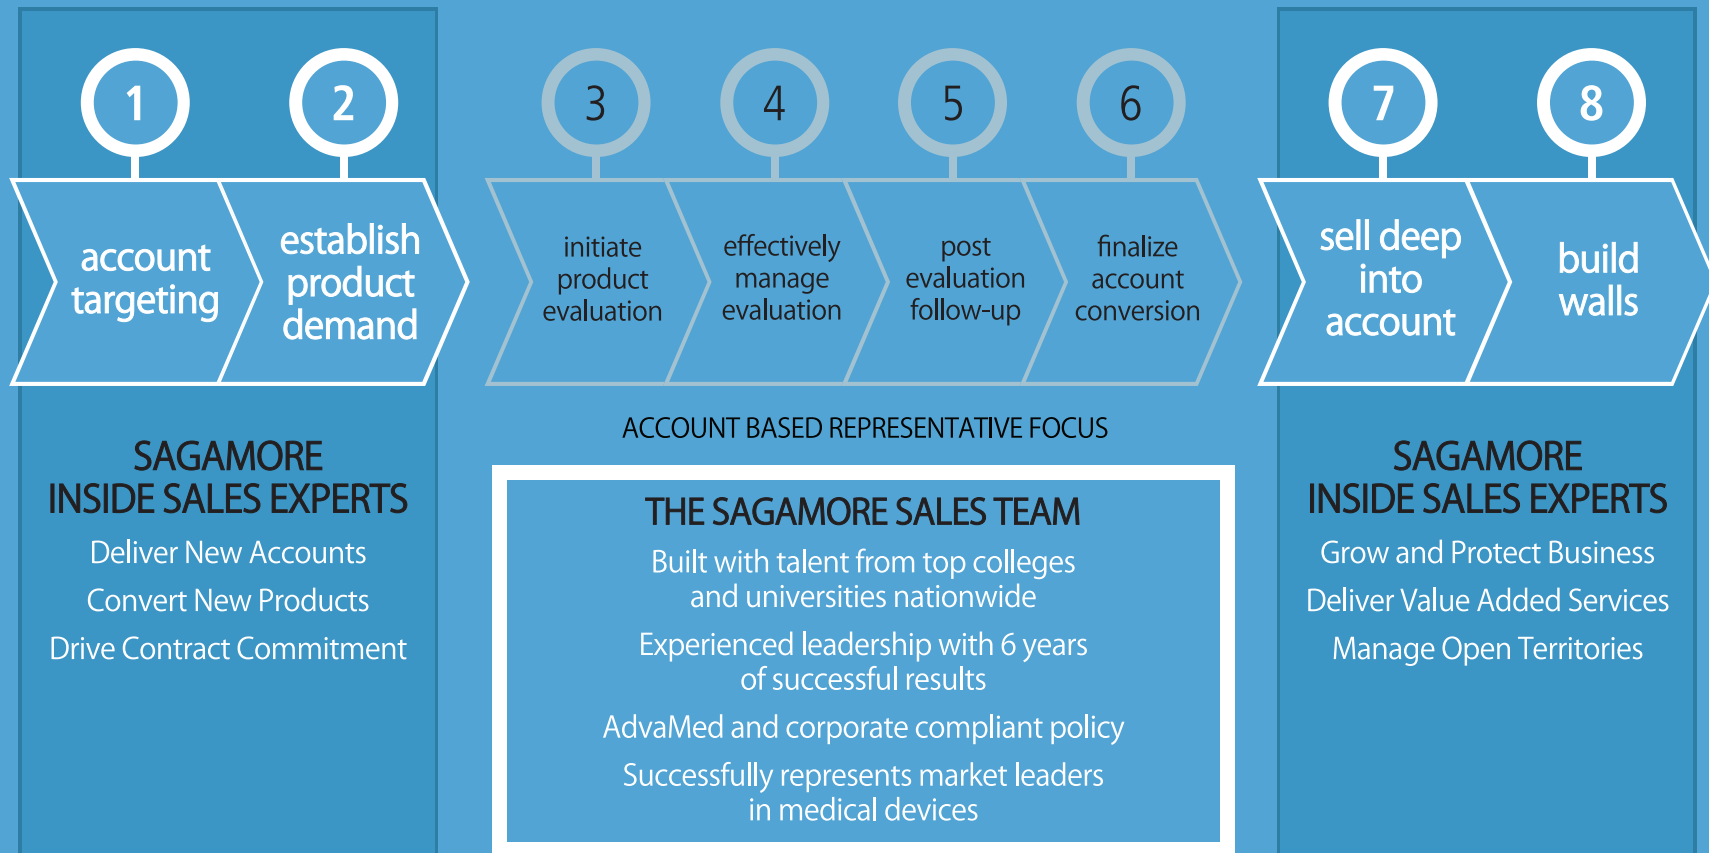 1
account
targeting
2
establish
product
demand
3
initiate
product
evaluation
4
effectively
manage
evaluation
5
post
evaluation
follow-up
6
finalize
account
conversion
7
sell deep
into
account
8
build
walls
SAGAMORE
INSIDE SALES EXPERTS
Deliver New Accounts
Convert New Products
Drive Contract Commitment
ACCOUNT BASED REPRESENTATIVE FOCUS
THE SAGAMORE SALES TEAM
Built with talent from top colleges
and universities nationwide
Experienced leadership with 6 years
of successful results
AdvaMed and corporate compliant policy
Successfully represents market leaders
in medical devices
SAGAMORE
INSIDE SALES EXPERTS
Grow and Protect Business
Deliver Value Added Services
Manage Open Territories